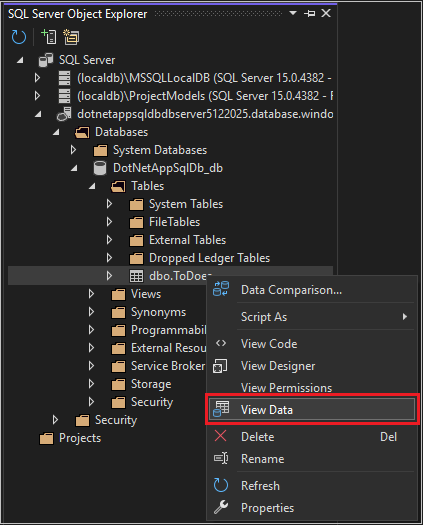 SQL Server Object Explorer
SQL Server
(localdb)\MSSQLLocalDB (SQL Server 15.0.4382 -
(localdb)\ProjectModels (SQL Server 15.0.4382 - F
dotnetappsqldbdbserver5122025.database.windo
Databases
System Databases
DotNetAppSqlDb_db
Tables
System Tables
FileTables
External Tables
Dropped Ledger Tables
dbo.ToDoes
Views
Synonyms
Programmabil
External Resou
Service Broker
Storage
Security
Security
Projects
Data Comparison...
Script As
View Code
View Designer
View Permissions
View Data
Delete Del
Rename
Refresh
Properties